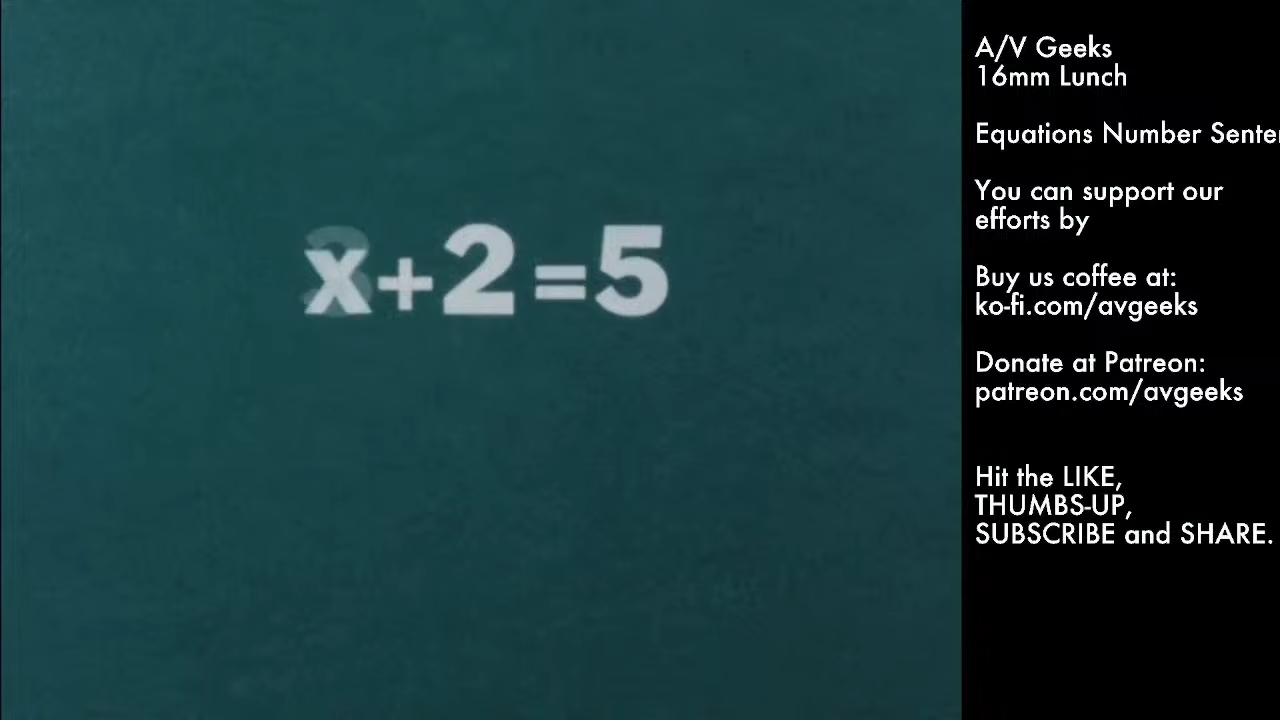 x+2=5
A/V Geeks
16mm Lunch
Equations Number Sente
You can support our
efforts by
Buy us coffee at:
ko-fi.com/avgeeks
Donate at Patreon:
patreon.com/avgeeks
Hit the LIKE,
THUMBS-UP,
SUBSCRIBE and SHARE.